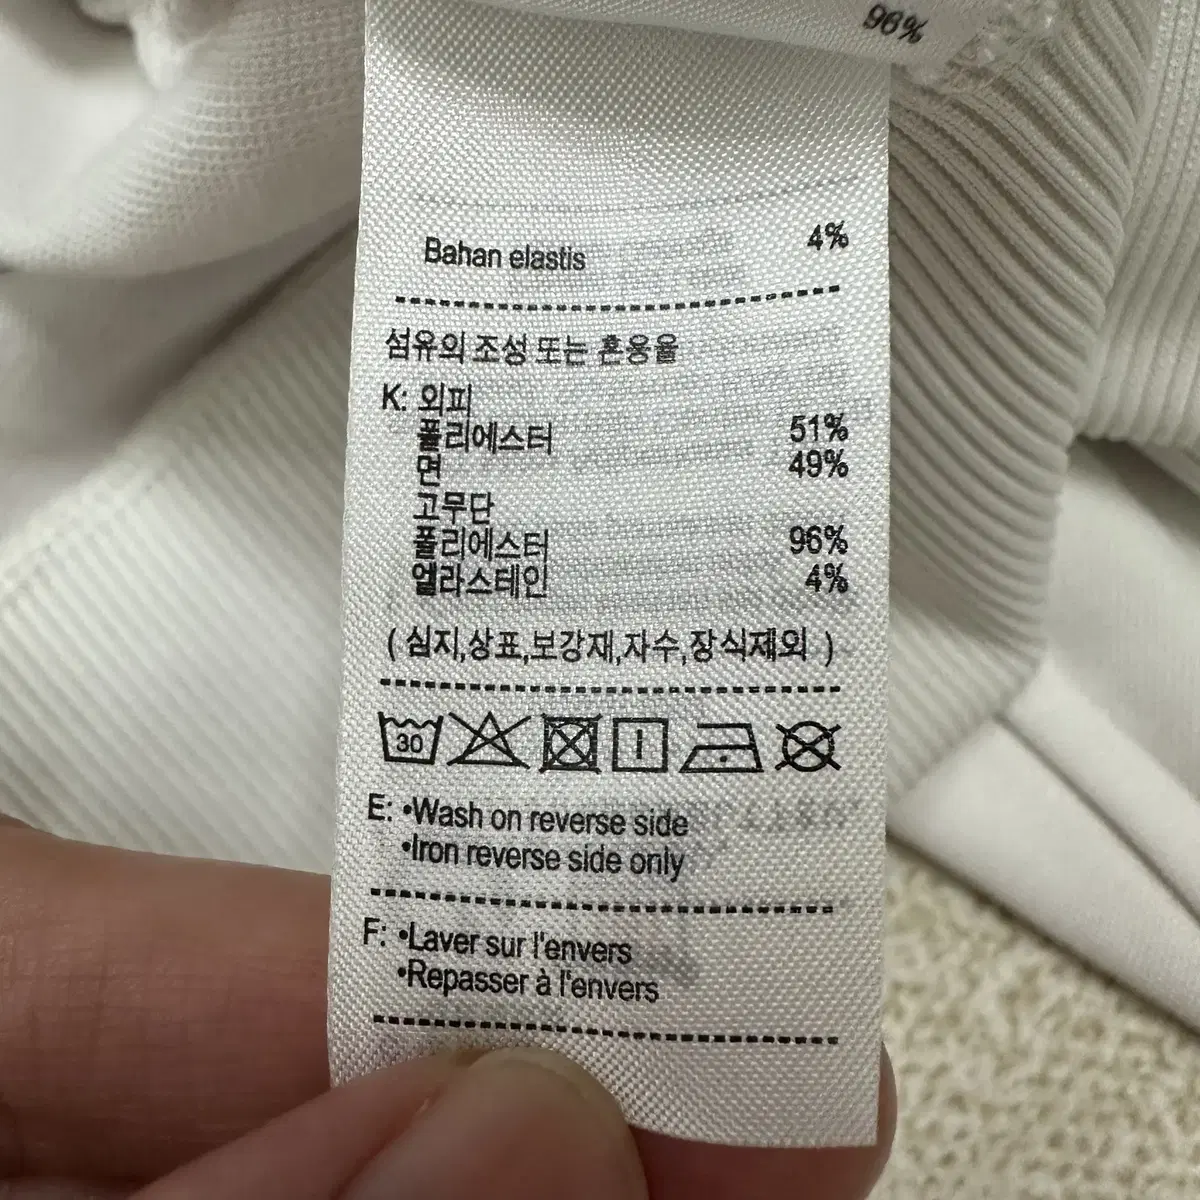 96%
Bahan elastis 4%
섬유의 조성 또는 혼용율
K: 외피
폴리에스터 51%
면 49%
고무단
폴리에스터 96%
엘라스테인 4%
( 심지,상표,보강재,자수,장식제외 )
30
E: •Wash on reverse side
•Iron reverse side only
F: •Laver sur l'envers
•Repasser à l'envers